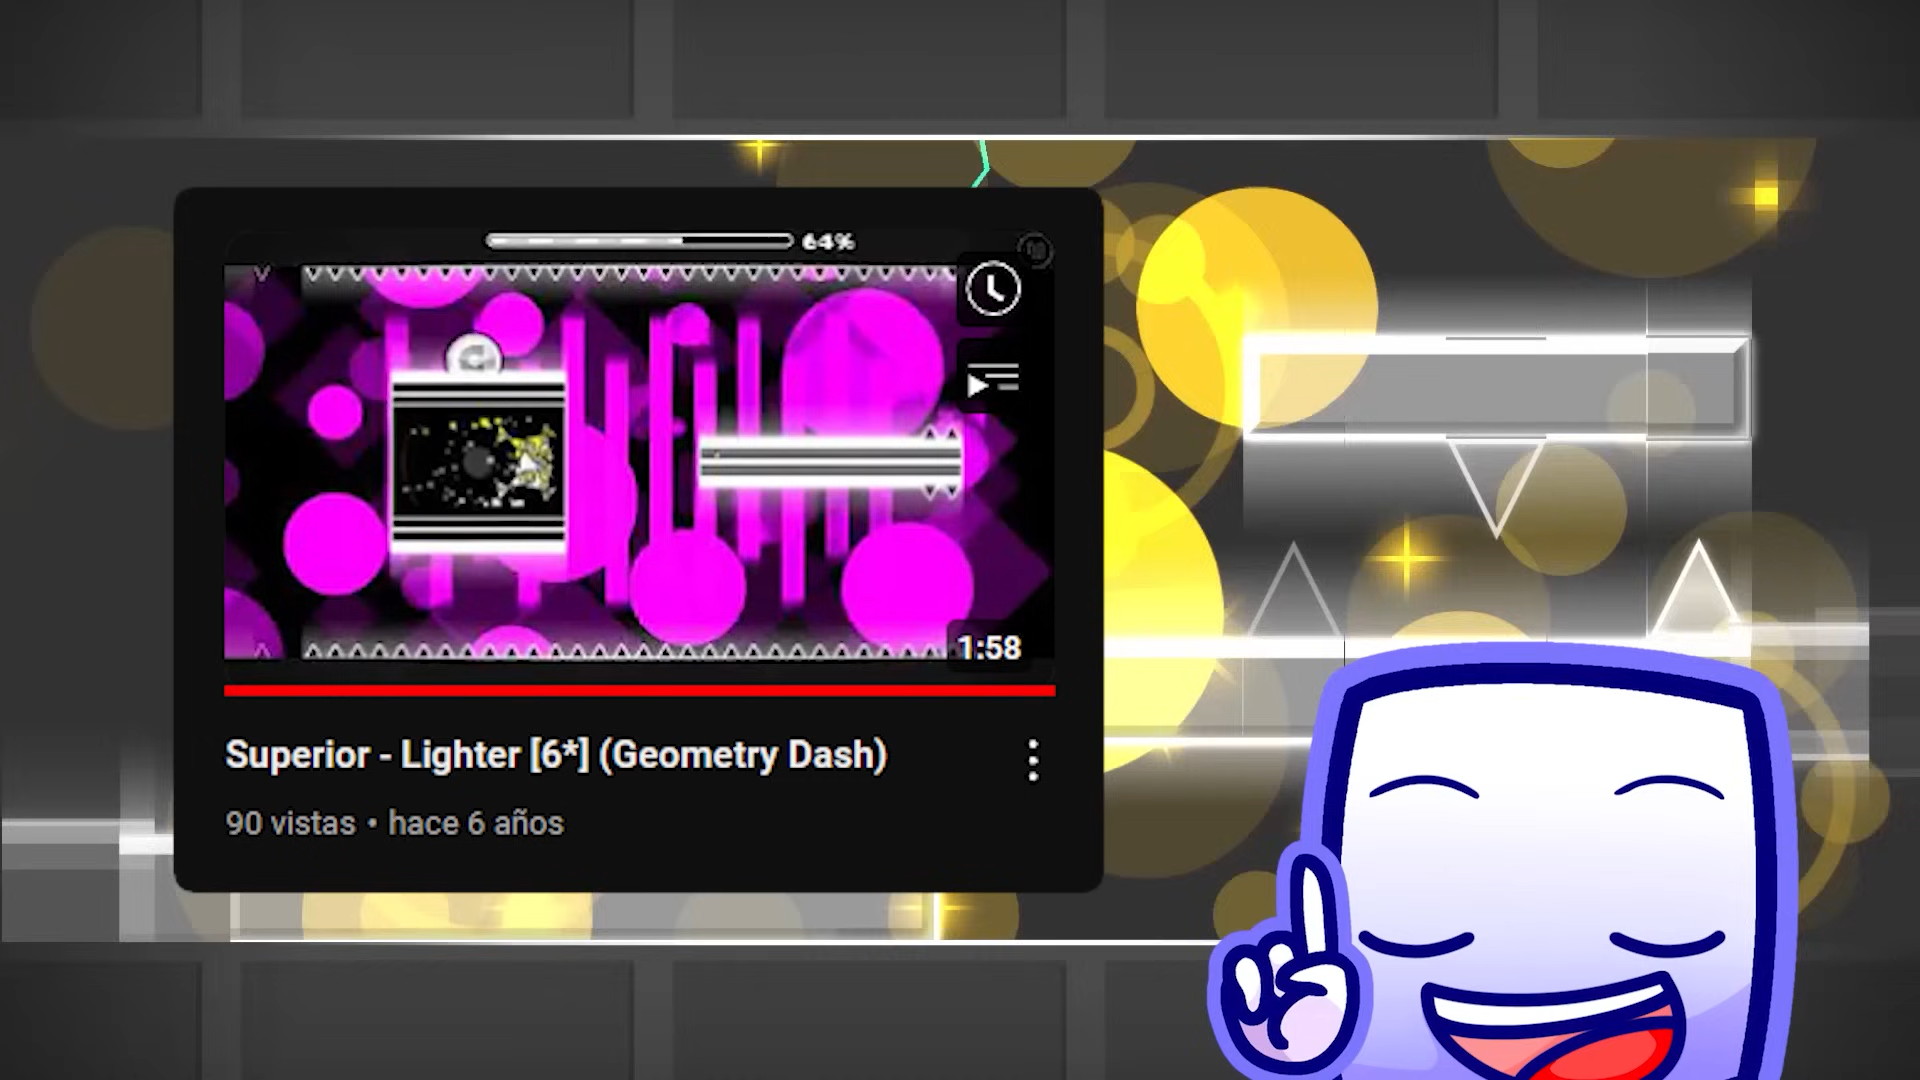 64%
1:58
Superior - Lighter [6*] (Geometry Dash)
90 vistas • hace 6 años